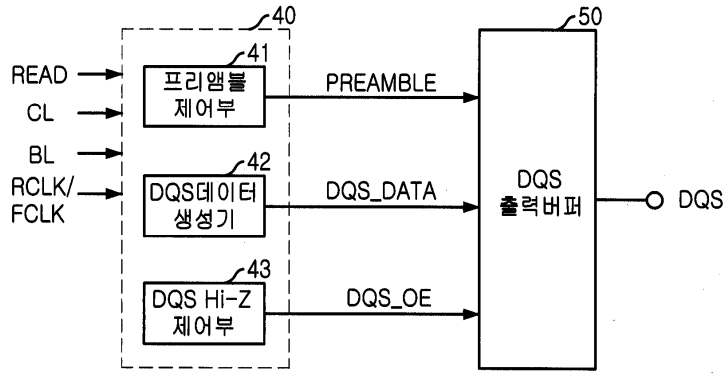 40
50
READ
CL
BL
RCLK/
FCLK
41
프리앰블
제어부
PREAMBLE
42
DQS데이터
생성기
DQS_DATA
43
DQS Hi-Z
제어부
DQS_OE
DQS
출력버퍼
DQS